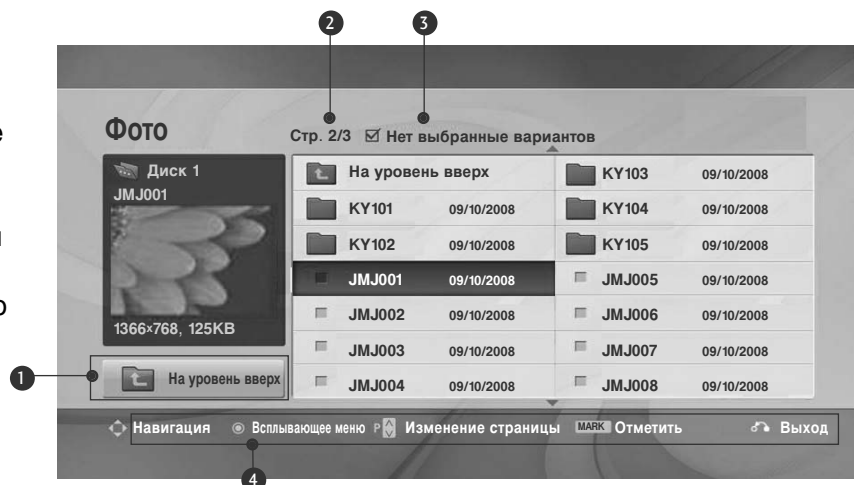 2 3
е
Фото
Стр. 2/3 Нет выбранные вариантов
Диск 1
JMJ001
1366×768, 125KB
На уровень вверх
На уровень вверх
KY101 09/10/2008
KY102 09/10/2008
JMJ001 09/10/2008
JMJ002 09/10/2008
JMJ003 09/10/2008
JMJ004 09/10/2008
KY103 09/10/2008
KY104 09/10/2008
KY105 09/10/2008
JMJ005 09/10/2008
JMJ006 09/10/2008
JMJ007 09/10/2008
JMJ008 09/10/2008
1
Навигация Всплывающее меню P Изменение страницы MARK Отметить Выход
4